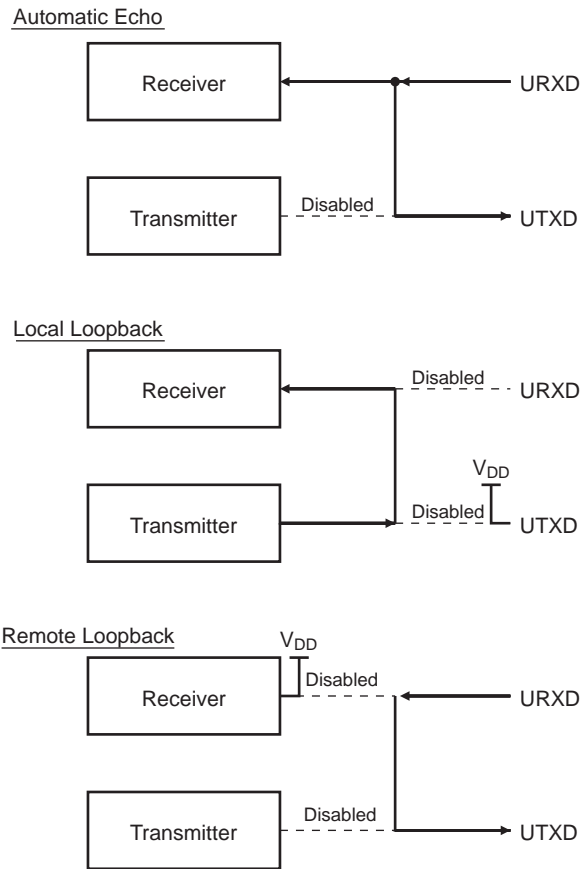 Automatic Echo
Receiver
URXD
Transmitter
Disabled
UTXD
Local Loopback
Receiver
Disabled
URXD
VDD
Transmitter
Disabled
UTXD
Remote Loopback
VDD
Receiver
Disabled
URXD
Transmitter
Disabled
UTXD